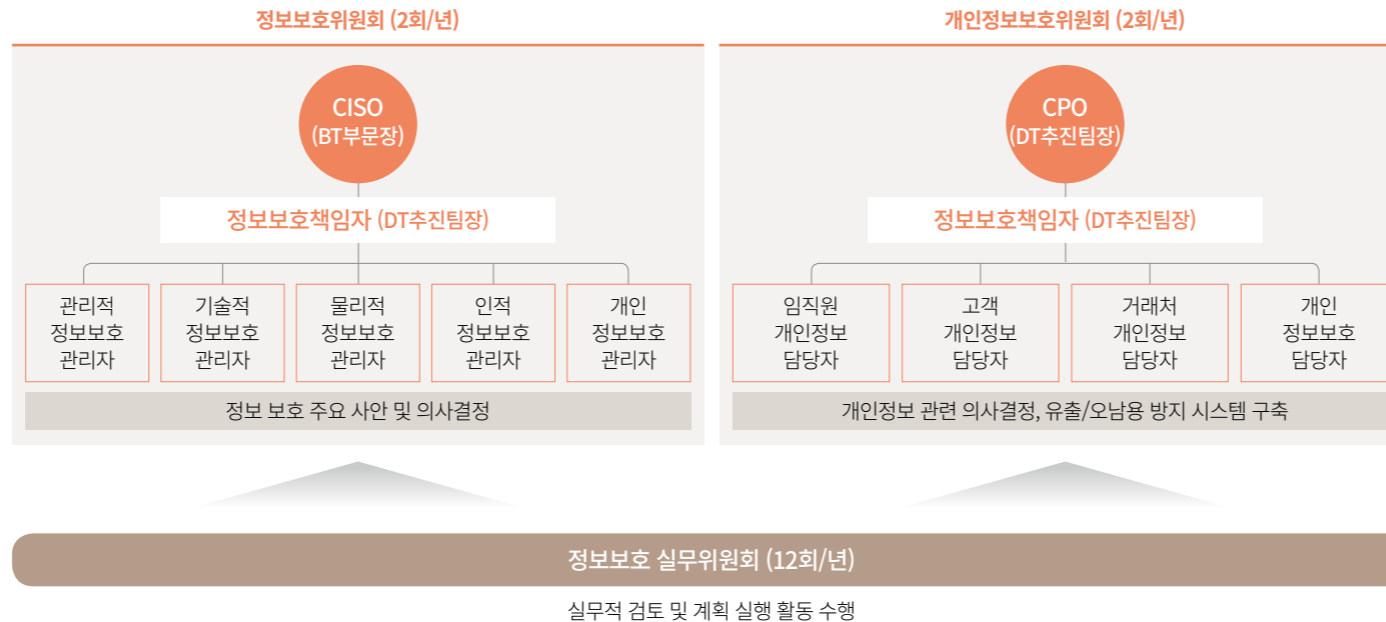 정보보호위원회 (2회/년)
CISO
(BT부문장)
정보보호책임자 (DT추진팀장)
관리적
정보보호
관리자
기술적
정보보호
관리자
물리적
정보보호
관리자
인적
정보보호
관리자
개인
정보보호
관리자
정보 보호 주요 사안 및 의사결정
개인정보보호위원회 (2회/년)
CPO
(DT추진팀장)
정보보호책임자 (DT추진팀장)
임직원
개인정보
담당자
고객
개인정보
담당자
거래처
개인정보
담당자
개인
정보보호
담당자
개인정보 관련 의사결정, 유출/오남용 방지 시스템 구축
정보보호 실무위원회 (12회/년)
실무적 검토 및 계획 실행 활동 수행